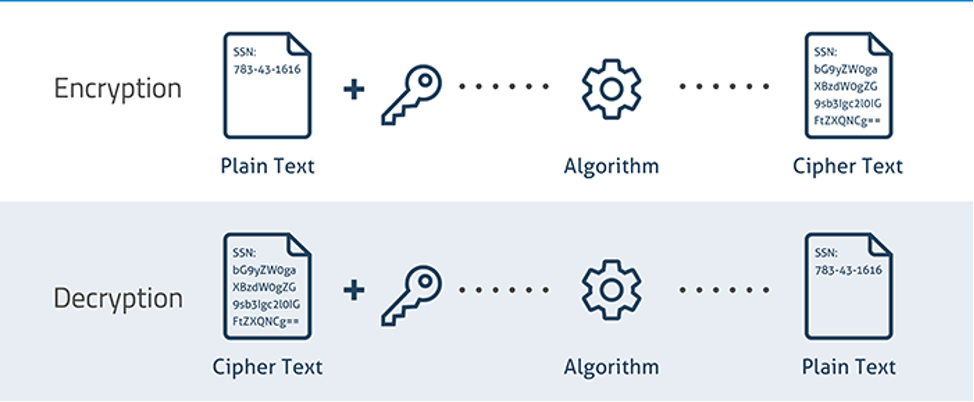 Encryption
SSN:
783-43-1616
Plain Text
Algorithm
SSN:
bG9yZW0ga
XBzdW0gZG
9sb3Igc2l0IG
FtZXQNCg==
Cipher Text
Decryption
SSN:
bG9yZW0ga
XBzdW0gZG
9sb3Igc2l0IG
FtZXQNCg==
Cipher Text
Algorithm
SSN:
783-43-1616
Plain Text